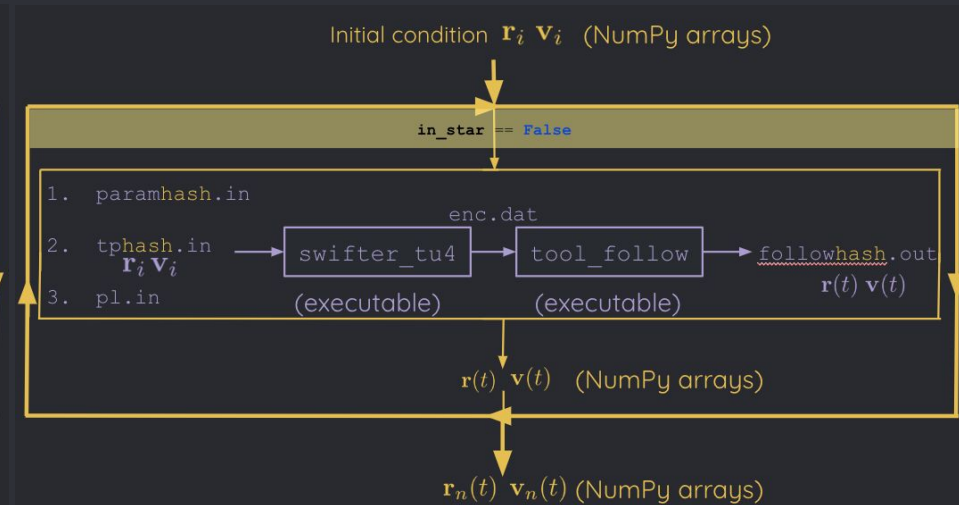 Initial condition r_i v_i (NumPy arrays)
in_star == False
1. paramhash.in
enc.dat
2. tphash.in
swifter_tu4
tool_follow
followhash.out
r_i v_i
r(t) v(t)
3. pl.in
(executable)
(executable)
r(t) v(t) (NumPy arrays)
r_n(t) v_n(t) (NumPy arrays)